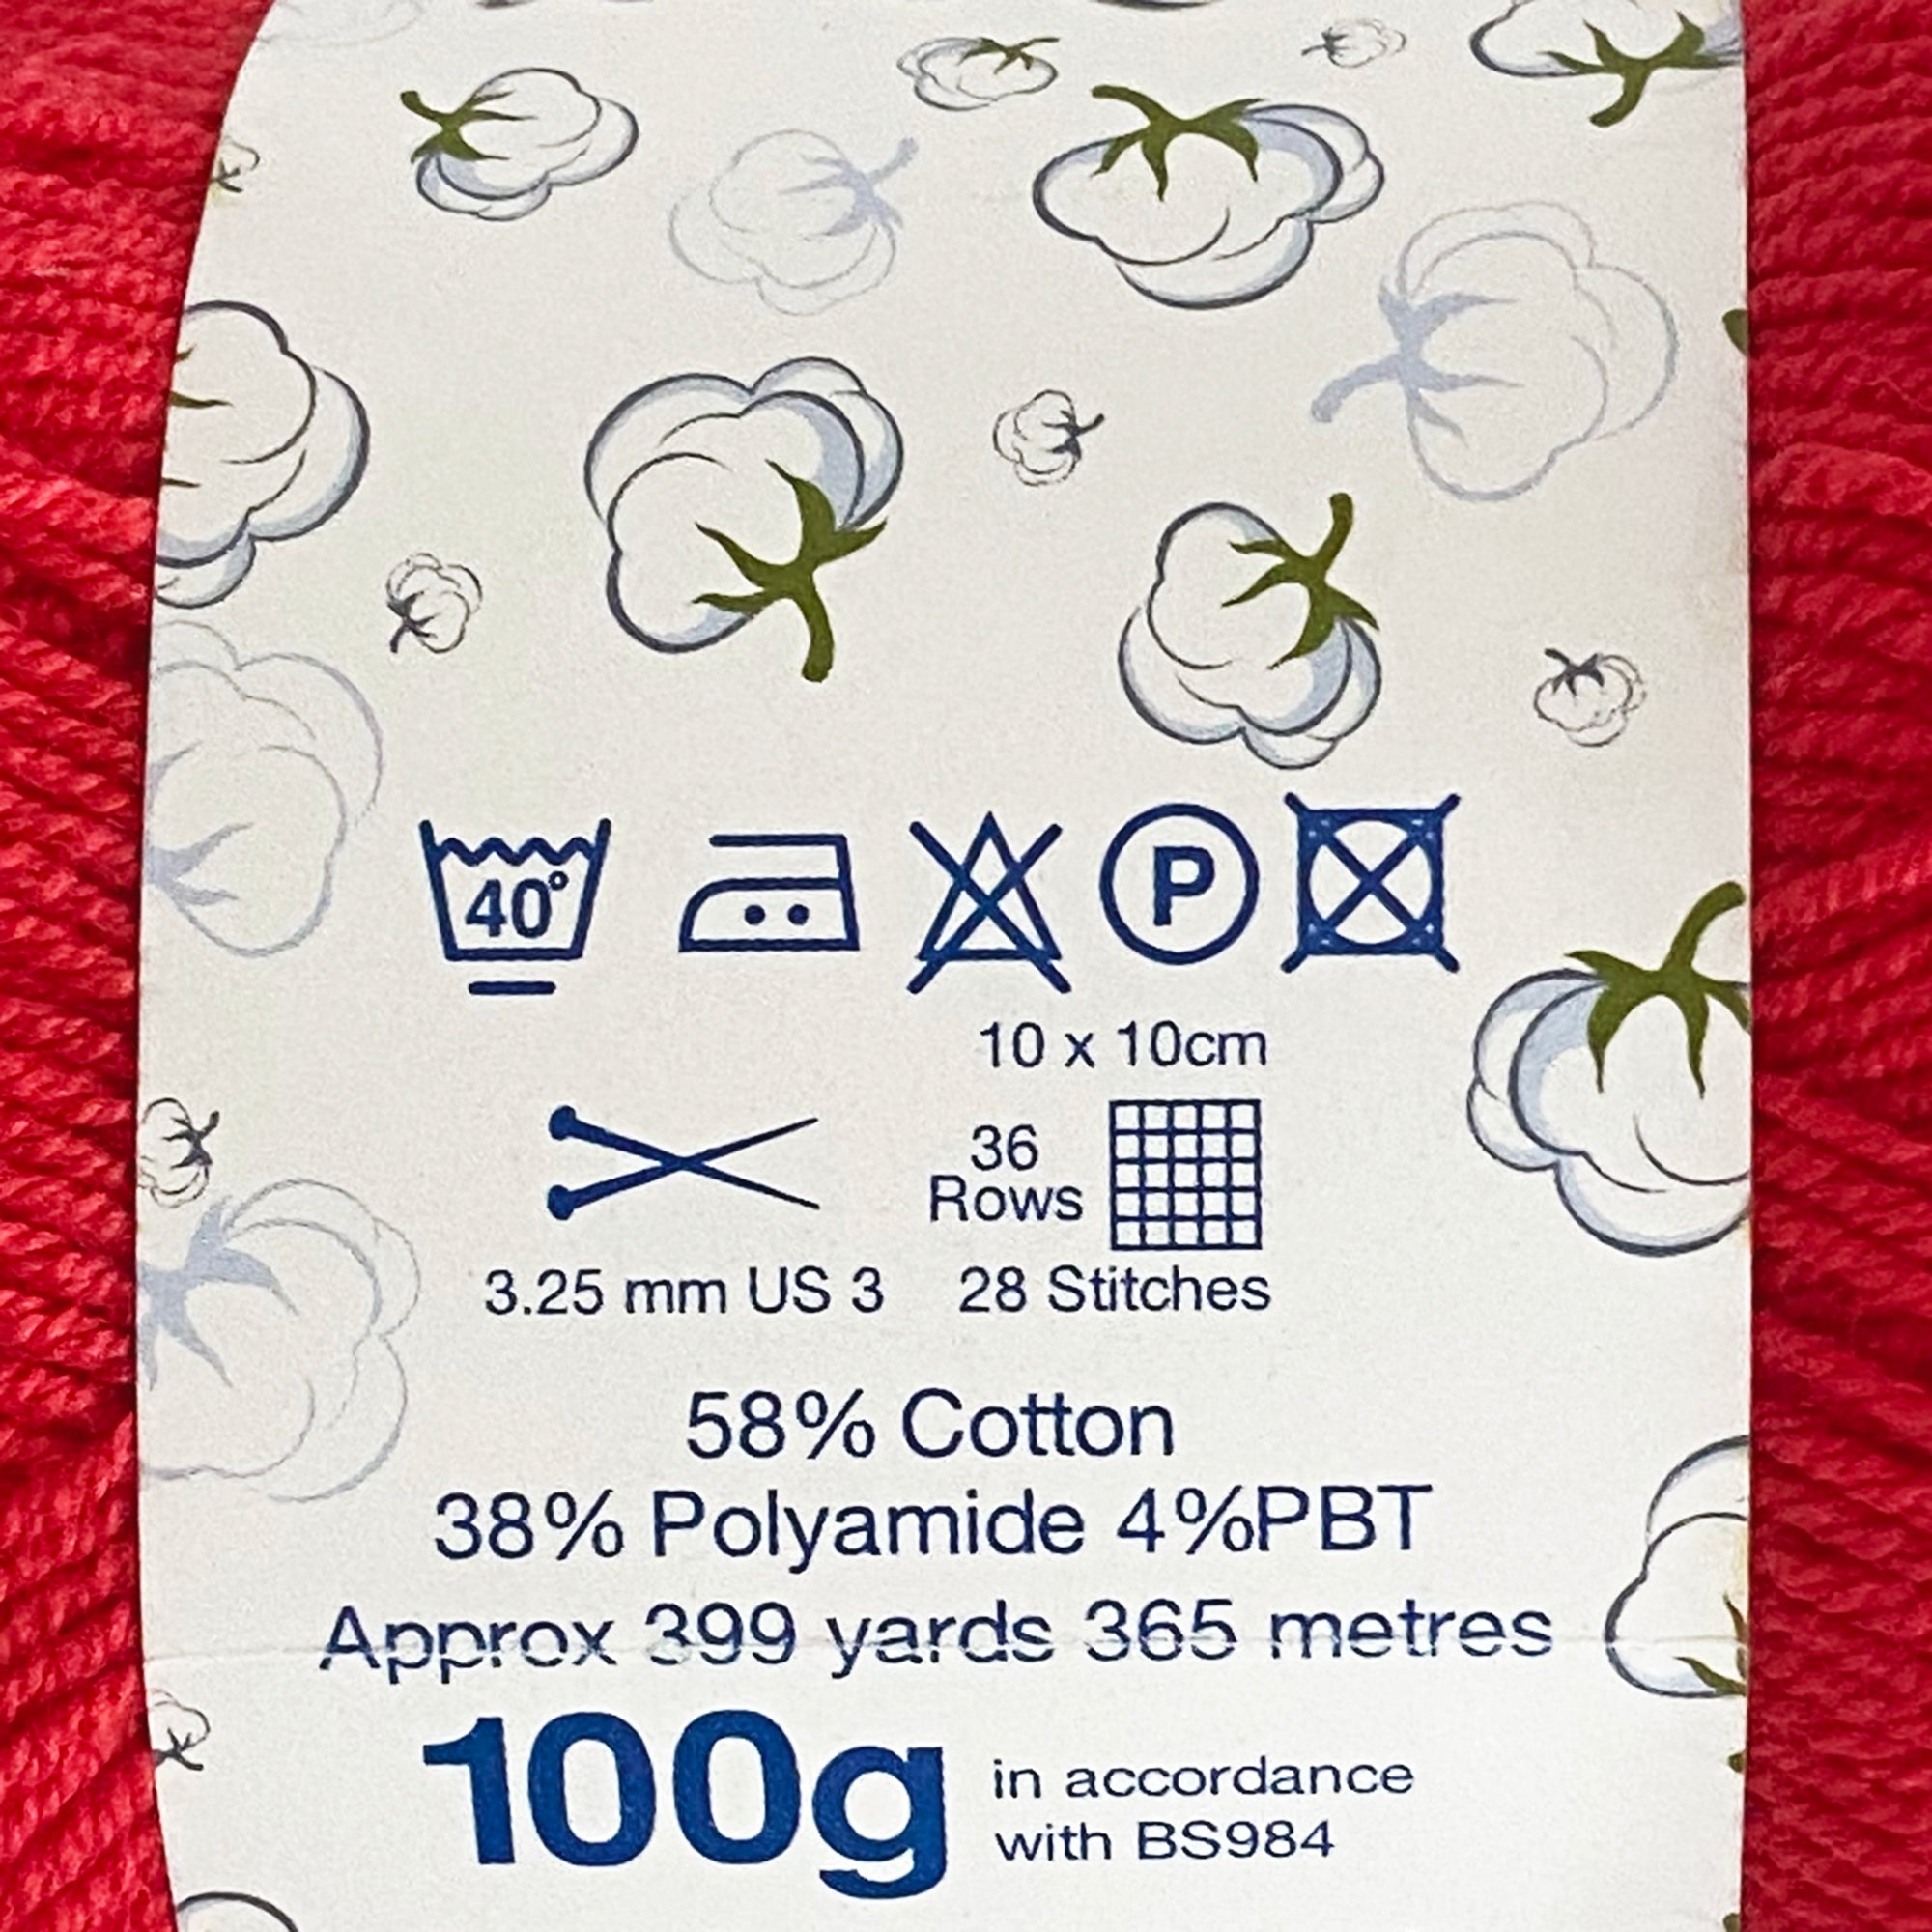 40°
P
10 x 10cm
36
Rows
3.25 mm US 3
28 Stitches
58% Cotton
38% Polyamide 4%PBT
Approx 399 yards 365 metres
100g
in accordance
with BS984